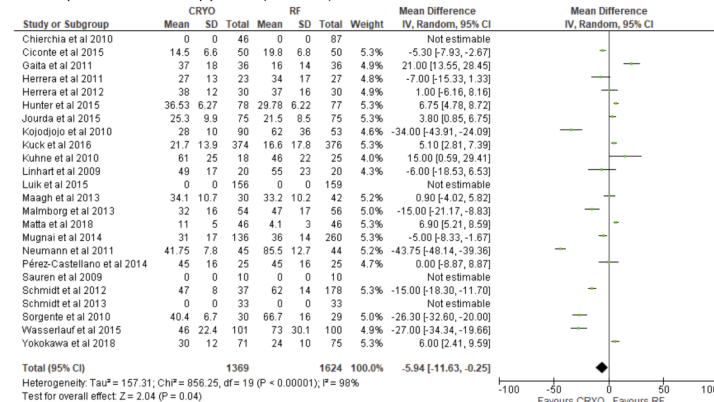 CRYO RF Mean Difference Mean Difference
Study or Subgroup Mean SD Total Mean SD Total Weight IV, Random, 95% CI IV, Random, 95% CI
Chierchia et al 2010 0 0 46 0 0 87 Not estimable
Ciconte et al 2015 14.5 6.6 50 19.8 6.8 50 5.3% -5.30 [-7.93, -2.67]
Gaita et al 2011 37 18 36 16 14 36 5.0% 21.00 [13.55, 28.45]
Herrera et al 2011 27 13 23 34 17 27 4.9% -7.00 [-15.33, 1.33]
Herrera et al 2012 38 12 30 37 16 30 5.0% 1.00 [-6.16, 8.16]
Hunter et al 2015 36.53 6.27 78 29.78 6.22 77 5.3% 6.75 [4.78, 8.72]
Jourda et al 2015 25.3 9.9 75 21.5 8.5 75 5.2% 3.80 [0.85, 6.75]
Kojodjojo et al 2010 28 10 90 62 36 53 4.7% -34.00 [-43.91, -24.09]
Kuck et al 2016 21.7 13.9 374 16.6 17.8 376 5.3% 5.10 [2.81, 7.39]
Kuhne et al 2010 61 25 18 46 22 25 4.2% 15.00 [0.59, 29.41]
Linhart et al 2009 49 17 20 55 23 20 4.5% -6.00 [-18.53, 6.53]
Luik et al 2015 0 0 156 0 0 159 Not estimable
Maagh et al 2013 34.1 10.7 30 33.2 10.2 42 5.1% 0.90 [-4.02, 5.82]
Malmborg et al 2013 32 16 54 47 17 56 5.0% -15.00 [-21.17, -8.83]
Matta et al 2018 11 5 46 4.1 3 46 5.3% 6.90 [5.21, 8.59]
Mugnai et al 2014 31 17 136 36 14 260 5.2% -5.00 [-8.33, -1.67]
Neumann et al 2011 41.75 7.8 45 85.5 12.7 44 5.2% -43.75 [-48.14, -39.36]
Pérez-Castellano et al 2014 45 16 25 45 16 25 4.8% 0.00 [-8.87, 8.87]
Sauren et al 2009 0 0 10 0 0 10 Not estimable
Schmidt et al 2012 47 8 37 62 14 178 5.2% -15.00 [-18.30, -11.70]
Schmidt et al 2013 0 0 33 0 0 33 Not estimable
Sorgente et al 2010 40.4 6.7 30 66.7 16 29 5.0% -26.30 [-32.60, -20.00]
Wasserlauf et al 2015 46 22.4 101 73 30.1 100 5.0% -27.00 [-34.34, -19.66]
Yokokawa et al 2018 30 12 71 24 10 75 5.2% 6.00 [2.41, 9.59]
Total (95% CI) 1369 1624 100.0% -5.94 [-11.63, -0.25]
Heterogeneity: Tau² = 157.31; Chi² = 856.25, df = 19 (P < 0.00001); I² = 98%
Test for overall effect: Z = 2.04 (P = 0.04)
-100 -50 0 50 100
Favours CRYO Favours RF